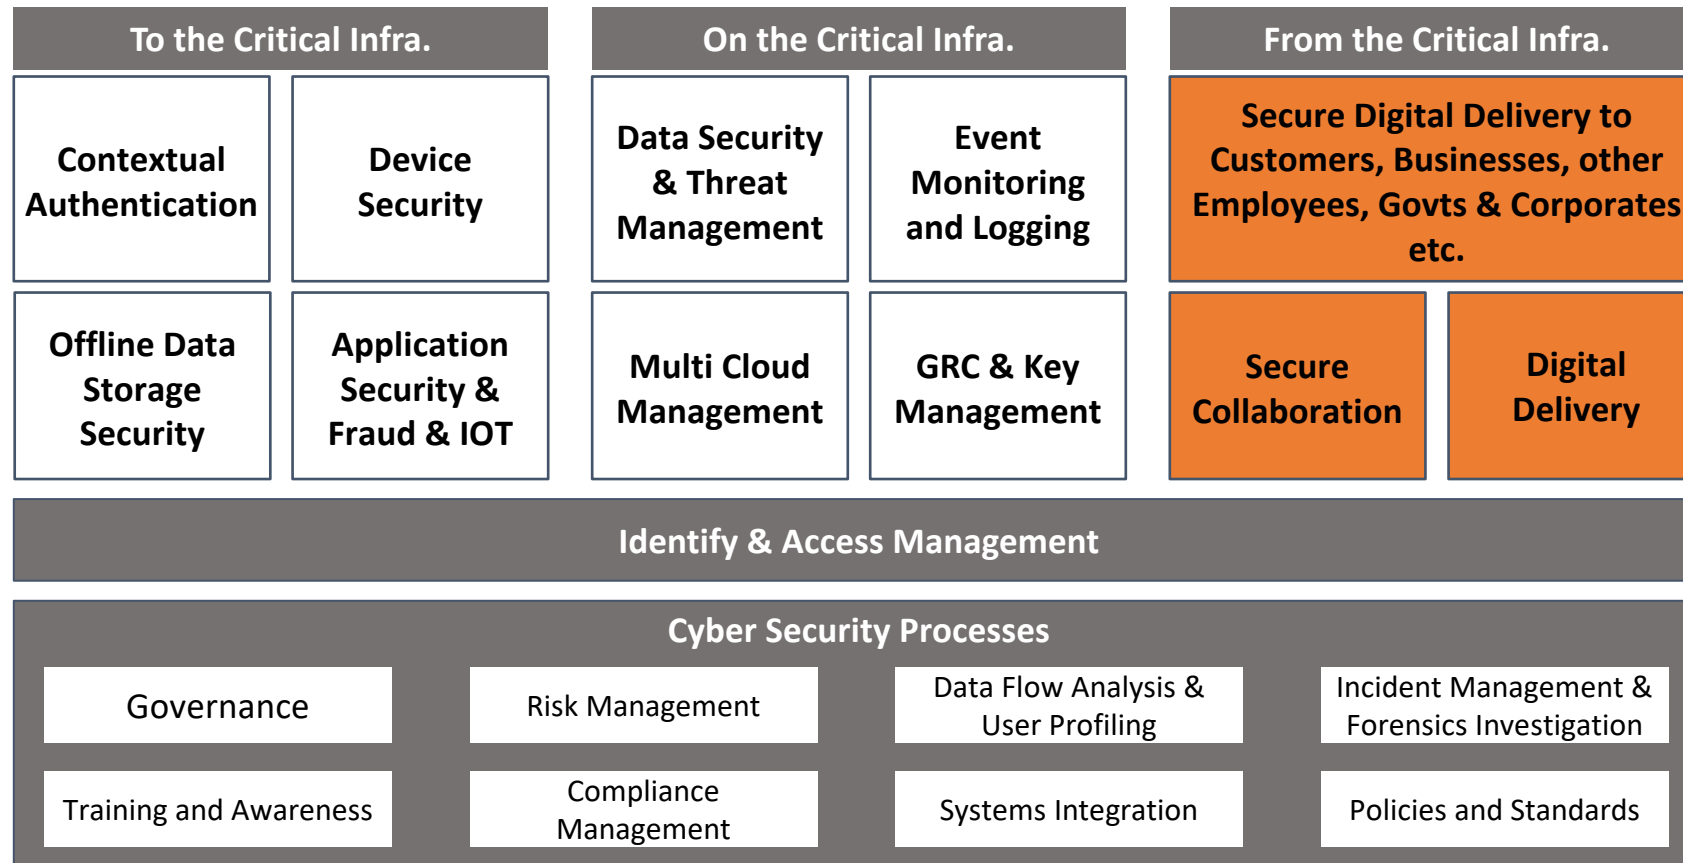 To the Critical Infra.
On the Critical Infra.
From the Critical Infra.
Contextual
Authentication
Device
Security
Data Security
& Threat
Management
Event
Monitoring
and Logging
Secure Digital Delivery to
Customers, Businesses, other
Employees, Govts & Corporates
etc.
Offline Data
Storage
Security
Application
Security &
Fraud & IOT
Multi Cloud
Management
GRC & Key
Management
Secure
Collaboration
Digital
Delivery
Identify & Access Management
Cyber Security Processes
Governance
Risk Management
Data Flow Analysis &
User Profiling
Incident Management &
Forensics Investigation
Training and Awareness
Compliance
Management
Systems Integration
Policies and Standards